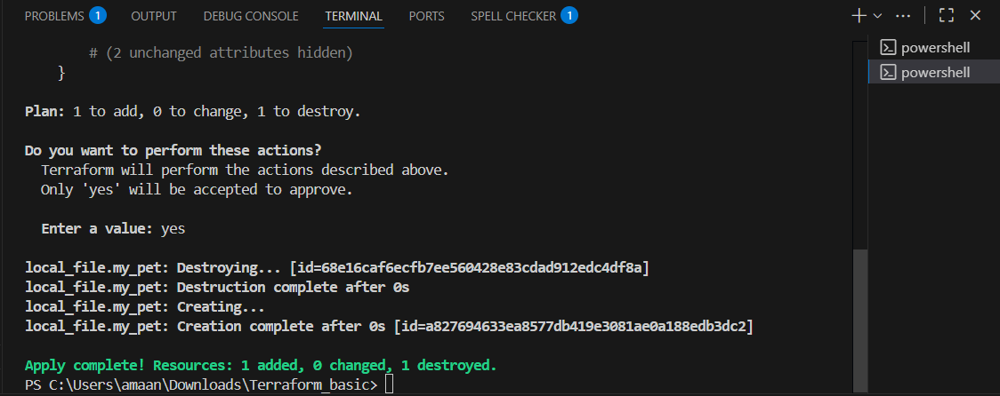 PROBLEMS 1 OUTPUT DEBUG CONSOLE TERMINAL PORTS SPELL CHECKER 1
powershell
powershell
# (2 unchanged attributes hidden)
}
Plan: 1 to add, 0 to change, 1 to destroy.
Do you want to perform these actions?
Terraform will perform the actions described above.
Only 'yes' will be accepted to approve.
Enter a value: yes
local_file.my_pet: Destroying... [id=68e16caf6ecfb7ee560428e83cdad912edc4df8a]
local_file.my_pet: Destruction complete after 0s
local_file.my_pet: Creating...
local_file.my_pet: Creation complete after 0s [id=a827694633ea8577db419e3081ae0a188edb3dc2]
Apply complete! Resources: 1 added, 0 changed, 1 destroyed.
PS C:\Users\amaan\Downloads\Terraform_basic>